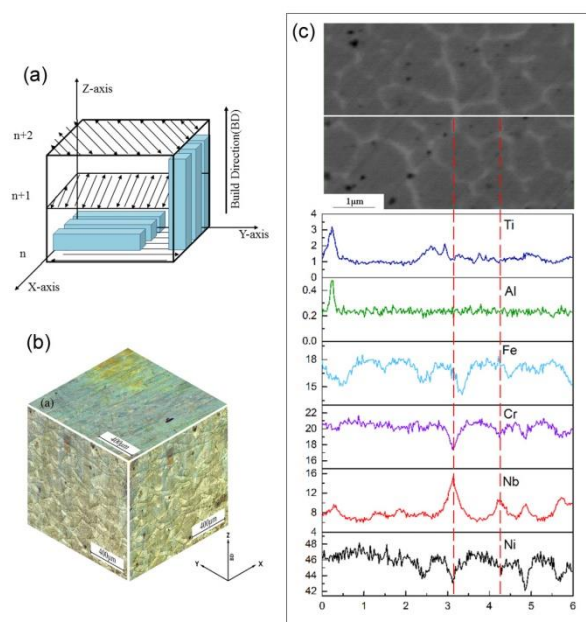 (a)
Z-axis
n+2
n+1
n
Build Direction(BD)
Y-axis
X-axis
(b)
(a)
400μm
400μm
400μm
Z
BD
Y
X
(c)
1μm
Ti
4
3
2
1
0
Al
0.4
0.2
0.0
Fe
18
15
Cr
22
20
18
16
Nb
12
8
4
Ni
48
46
44
42
0
1
2
3
4
5
6